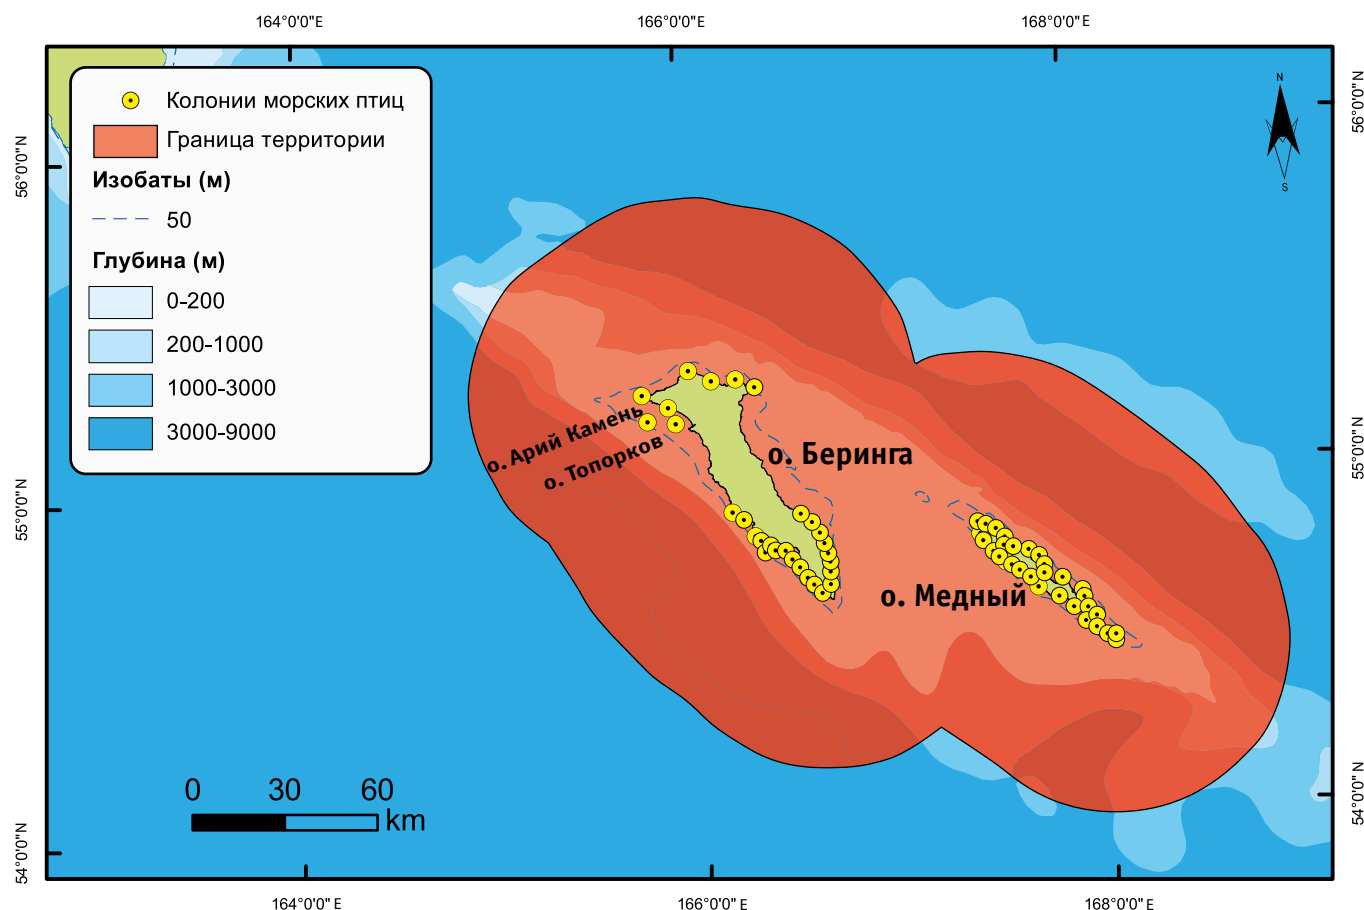 164°0'0"E 166°0'0"E 168°0'0"E
N
S
56°0'0"N
55°0'0"N
54°0'0"N
Колонии морских птиц
Граница территории
Изобаты (м)
50
Глубина (м)
0-200
200-1000
1000-3000
3000-9000
о. Арий Камень
о. Топорков
о. Беринга
о. Медный
0 30 60
km
56°0'0"N
55°0'0"N
54°0'0"N
164°0'0"E 166°0'0"E 168°0'0"E